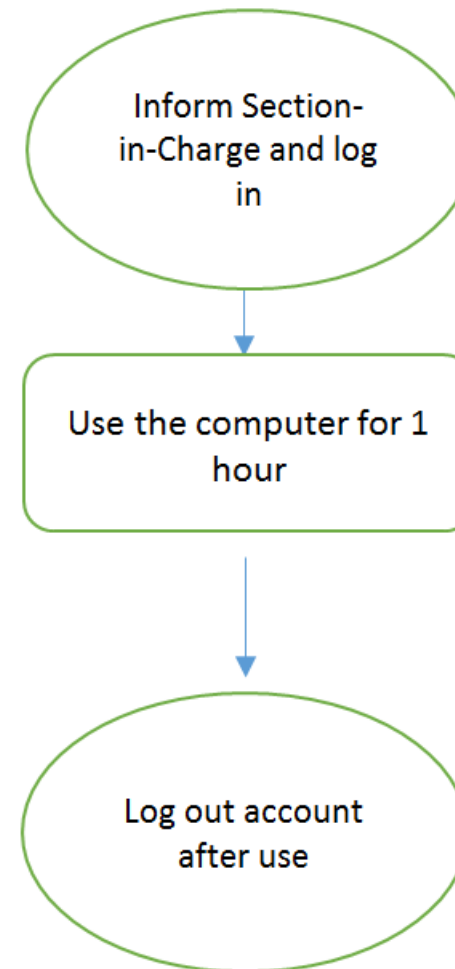 Inform Section-
in-Charge and log
in
Use the computer for 1
hour
Log out account
after use